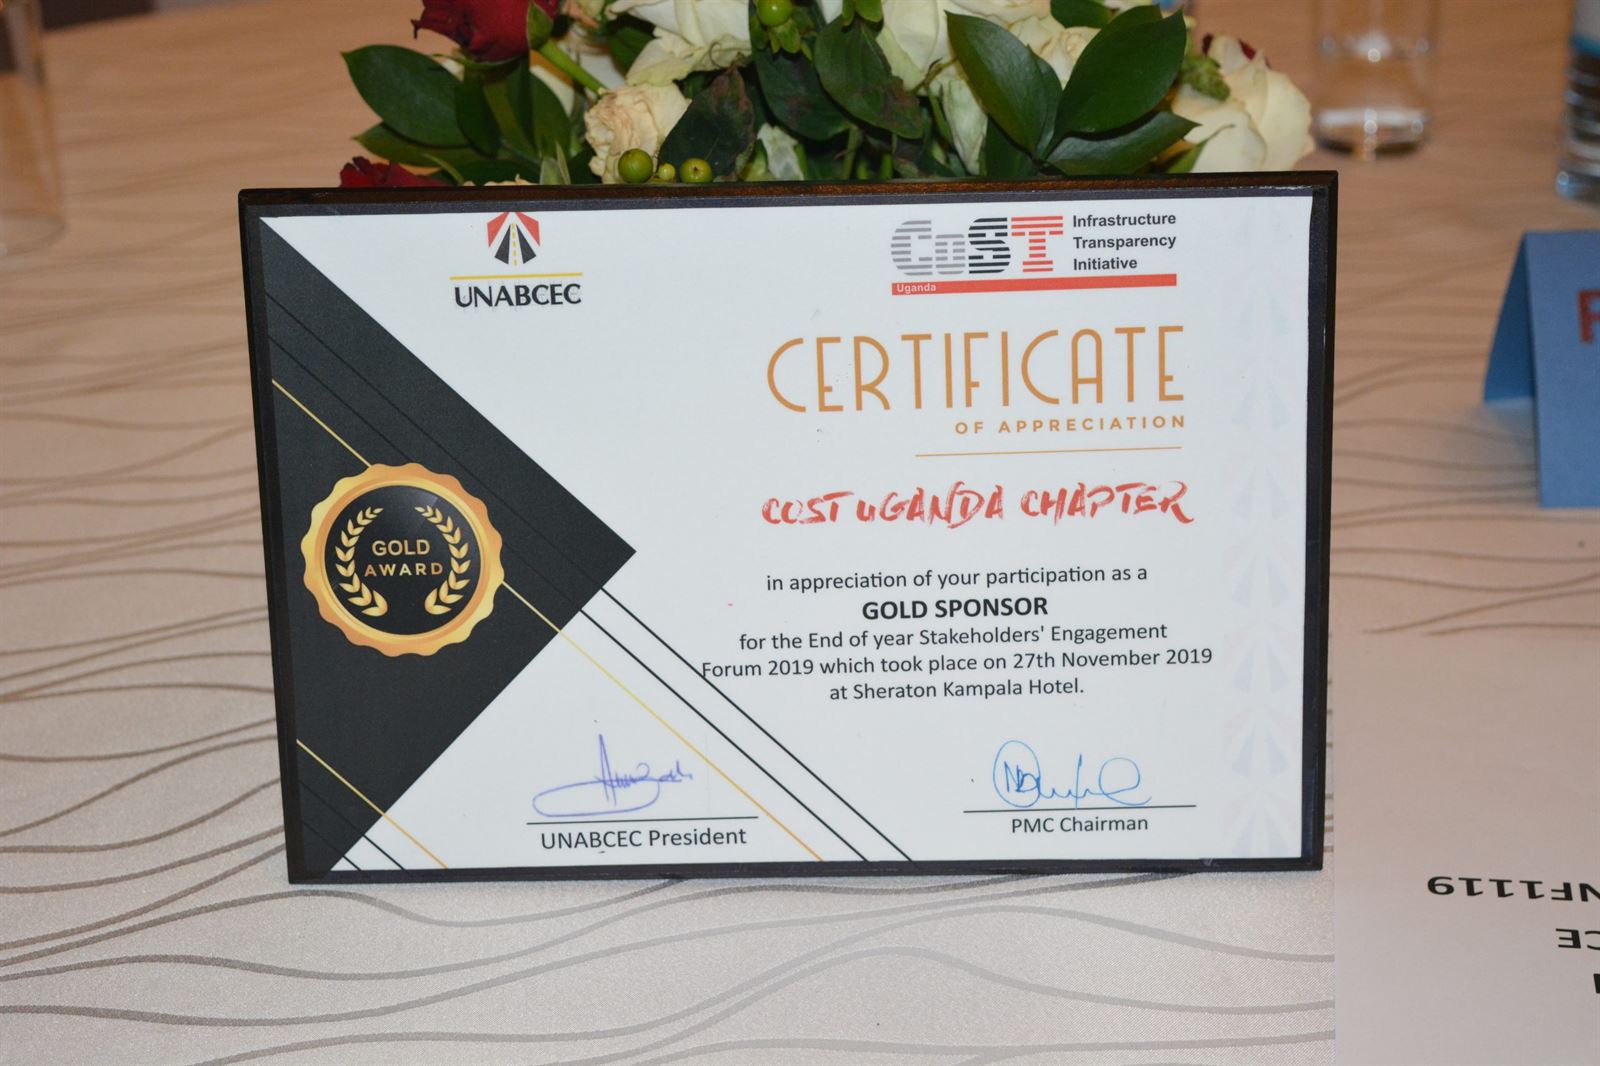 UNABCEC
CoST
Infrastructure
Transparency
Initiative
Uganda
CERTIFICATE
OF APPRECIATION
COST UGANDA CHAPTER
GOLD
AWARD
in appreciation of your participation as a
GOLD SPONSOR
for the End of year Stakeholders' Engagement
Forum 2019 which took place on 27th November 2019
at Sheraton Kampala Hotel.
UNABCEC President
PMC Chairman
NF1119
CE